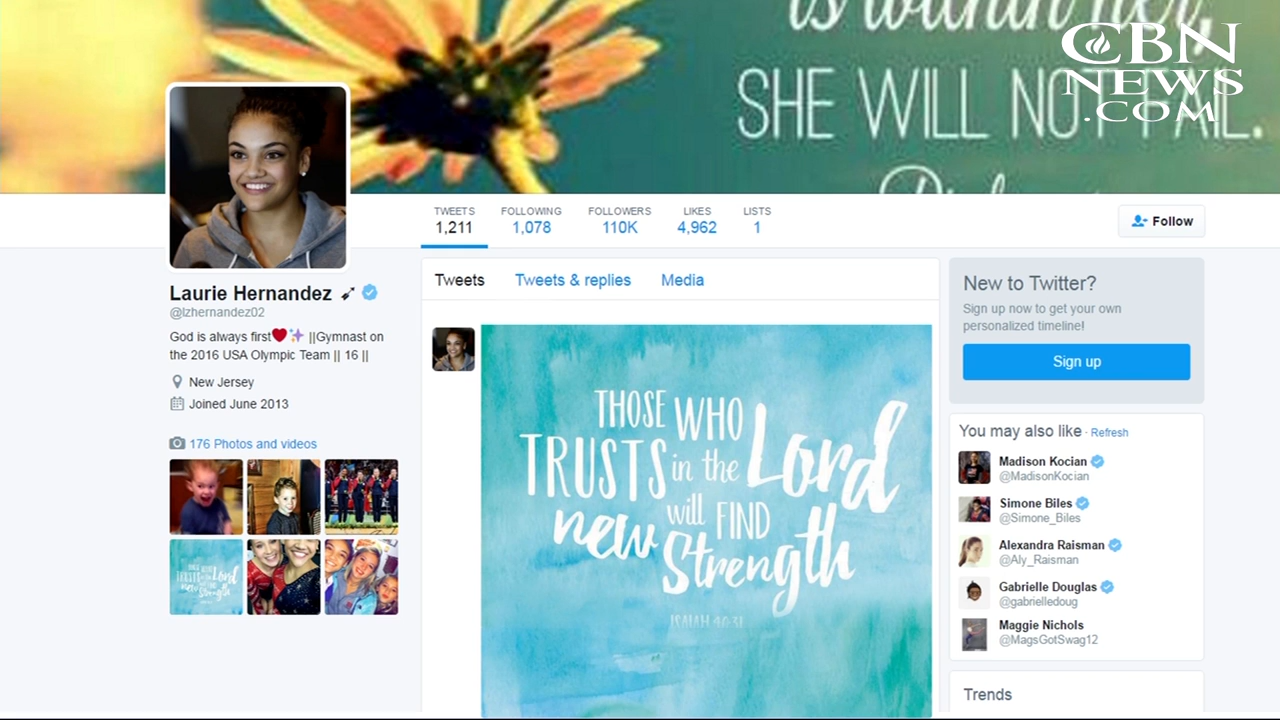 is within her,
SHE WILL NOT FAIL.
CBN
NEWS
.COM
TWEETS FOLLOWING FOLLOWERS LIKES LISTS
1,211 1,078 110K 4,962 1
Follow
Laurie Hernandez
@lzhernandez02
God is always first❤✨ ||Gymnast on
the 2016 USA Olympic Team || 16 ||
New Jersey
Joined June 2013
176 Photos and videos
Tweets Tweets & replies Media
THOSE WHO
TRUSTS in the Lord
will FIND
new Strength
ISAIAH 40:31
New to Twitter?
Sign up now to get your own
personalized timeline!
Sign up
You may also like · Refresh
Madison Kocian
@MadisonKocian
Simone Biles
@Simone_Biles
Alexandra Raisman
@Aly_Raisman
Gabrielle Douglas
@gabrielledoug
Maggie Nichols
@MagsGotSwag12
Trends